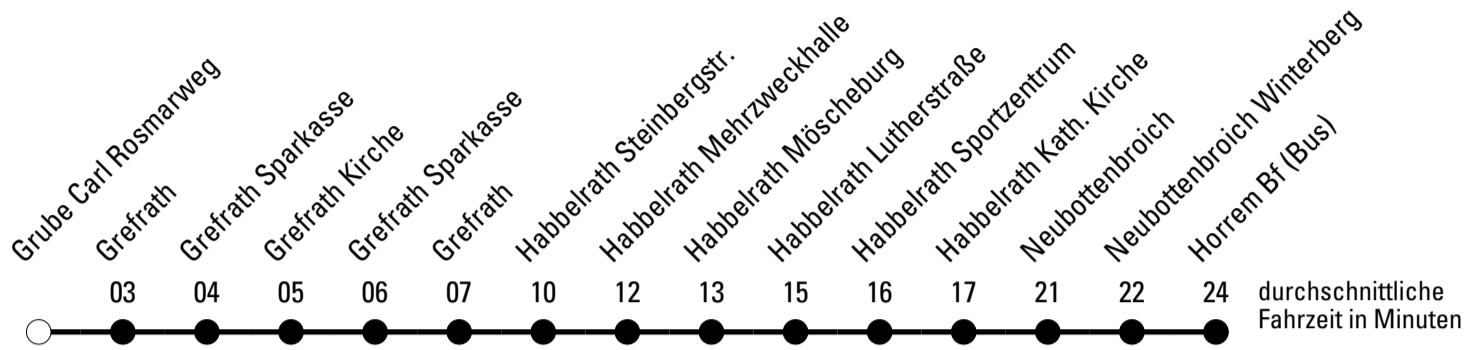 Grube Carl Rosmarweg
Grefrath
Grefrath Sparkasse
Grefrath Kirche
Grefrath Sparkasse
Grefrath
Habbelrath Steinbergstr.
Habbelrath Mehrzweckhalle
Habbelrath Möscheburg
Habbelrath Lutherstraße
Habbelrath Sportzentrum
Habbelrath Kath. Kirche
Neubottenbroich
Neubottenbroich Winterberg
Horrem Bf (Bus)
03 04 05 06 07 10 12 13 15 16 17 21 22 24 durchschnittliche
Fahrzeit in Minuten